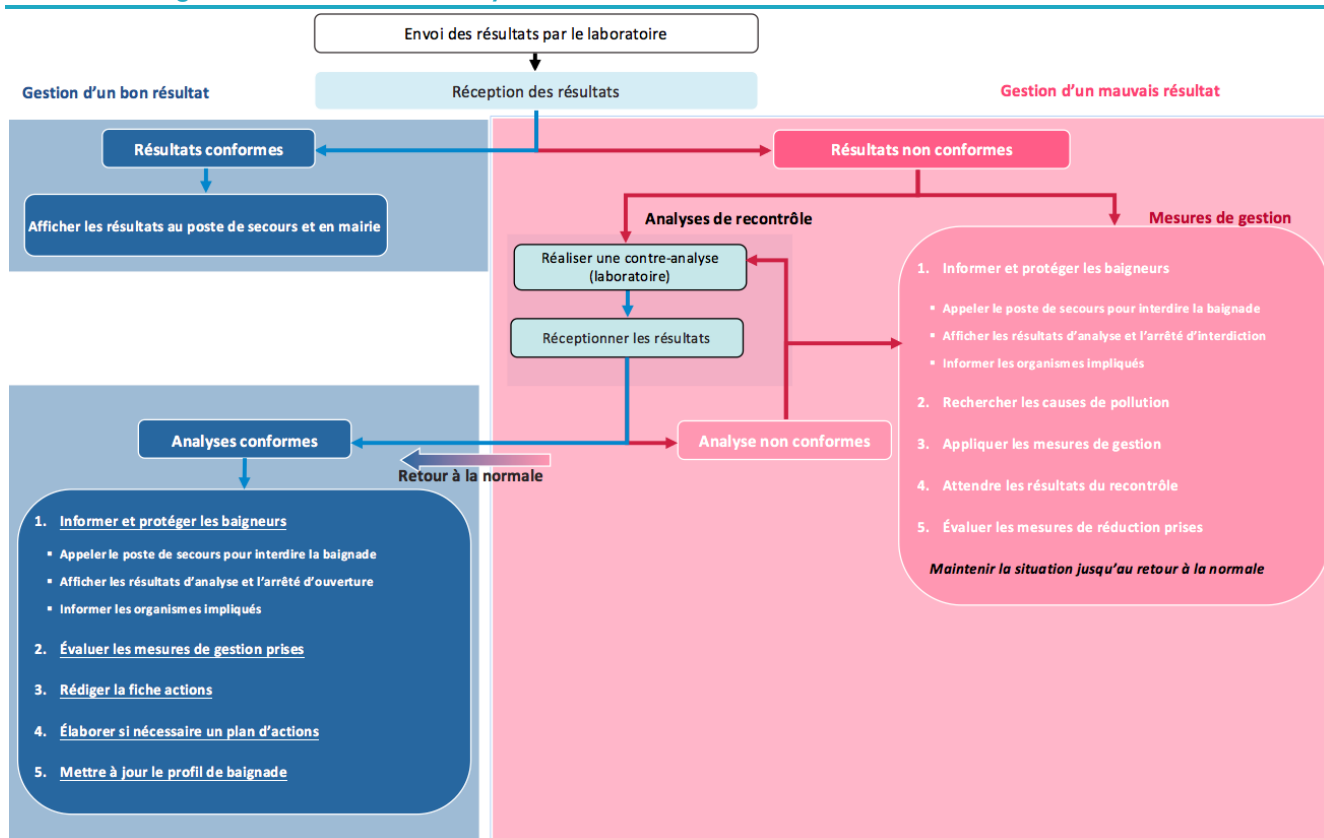 Envoi des résultats par le laboratoire
Gestion d'un bon résultat
Réception des résultats
Gestion d'un mauvais résultat
Résultats conformes
Résultats non conformes
Afficher les résultats au poste de secours et en mairie
Analyses de recontrôle
Mesures de gestion
Réaliser une contre-analyse
(laboratoire)
Réceptionner les résultats
1. Informer et protéger les baigneurs
▪ Appeler le poste de secours pour interdire la baignade
▪ Afficher les résultats d'analyse et l'arrêté d'interdiction
▪ Informer les organismes impliqués
2. Rechercher les causes de pollution
3. Appliquer les mesures de gestion
4. Attendre les résultats du recontrôle
5. Évaluer les mesures de réduction prises
Maintenir la situation jusqu'au retour à la normale
Analyses conformes
Analyse non conformes
Retour à la normale
1. Informer et protéger les baigneurs
▪ Appeler le poste de secours pour interdire la baignade
▪ Afficher les résultats d'analyse et l'arrêté d'ouverture
▪ Informer les organismes impliqués
2. Évaluer les mesures de gestion prises
3. Rédiger la fiche actions
4. Élaborer si nécessaire un plan d'actions
5. Mettre à jour le profil de baignade